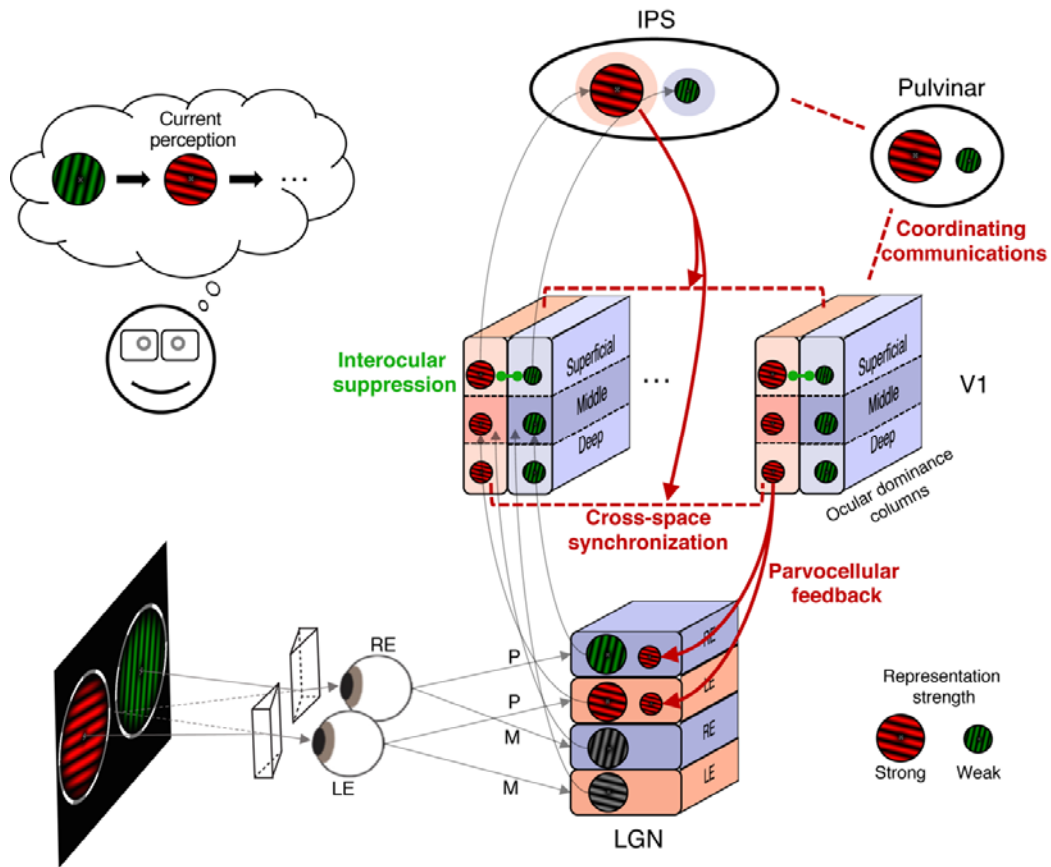 IPS
Pulvinar
Current
perception
...
Coordinating
communications
Interocular
suppression
Superficial
Middle
Deep
...
Superficial
Middle
Deep
V1
Ocular dominance
columns
Cross-space
synchronization
Parvocellular
feedback
RE
LE
P
P
M
M
RE
LE
RE
LE
LGN
Representation
strength
Strong
Weak